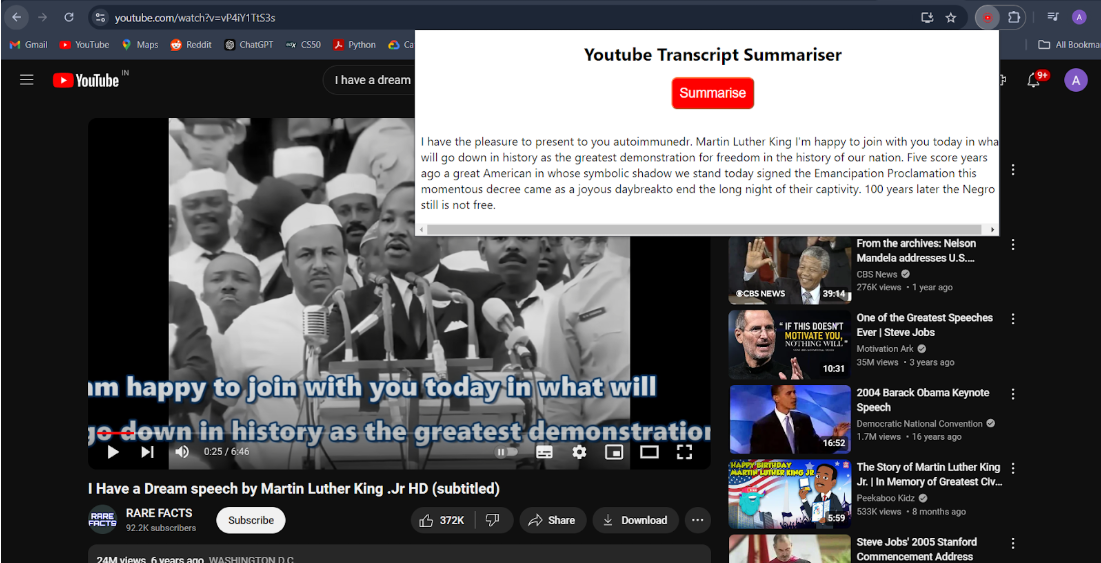 youtube.com/watch?v=vP4iY1TtS3s
A
Gmail YouTube Maps Reddit ChatGPT CS50 Python
All Bookma
YouTube IN
I have a dream
9+
A
Youtube Transcript Summariser
Summarise
I have the pleasure to present to you autoimmunedr. Martin Luther King I'm happy to join with you today in wha
will go down in history as the greatest demonstration for freedom in the history of our nation. Five score years
ago a great American in whose symbolic shadow we stand today signed the Emancipation Proclamation this
momentous decree came as a joyous daybreakto end the long night of their captivity. 100 years later the Negro
still is not free.
am happy to join with you today in what will
go down in history as the greatest demonstration
0:25 / 6:46
I Have a Dream speech by Martin Luther King .Jr HD (subtitled)
RARE FACTS
RARE FACTS
92.2K subscribers
Subscribe
372K
Share
Download
24M views 6 years ago WASHINGTON D.C.
CBS NEWS
39:14
From the archives: Nelson
Mandela addresses U.S....
CBS News
276K views • 1 year ago
"IF THIS DOESN'T
MOTIVATE YOU,
NOTHING WILL"
10:31
One of the Greatest Speeches
Ever | Steve Jobs
Motivation Ark
35M views • 3 years ago
16:52
2004 Barack Obama Keynote
Speech
Democratic National Convention
1.7M views • 16 years ago
HAPPY BIRTHDAY
MARTIN LUTHER KING JR
5:59
The Story of Martin Luther King
Jr. | In Memory of Greatest Civ...
Peekaboo Kidz
533K views • 8 months ago
Steve Jobs' 2005 Stanford
Commencement Address